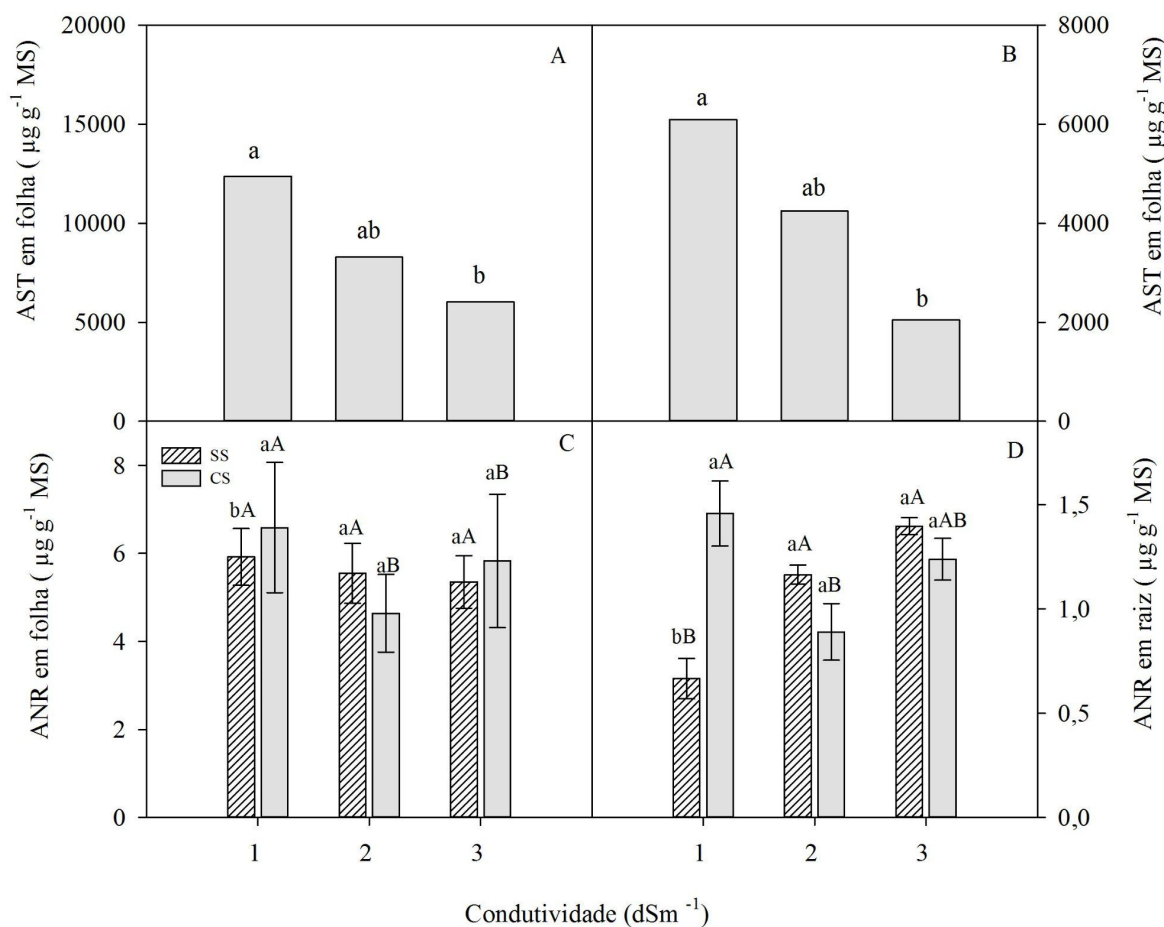 20000
15000
10000
5000
0
AST em folha ( µg g⁻¹ MS)
A
a
ab
b
B
a
ab
b
8000
6000
4000
2000
0
AST em folha ( µg g⁻¹ MS)
8
6
4
2
0
ANR em folha ( µg g⁻¹ MS)
SS
CS
C
bA
aA
aA
aB
aA
aB
D
bB
aA
aA
aB
aA
aAB
1,5
1,0
0,5
0,0
ANR em raiz ( µg g⁻¹ MS)
1
2
3
1
2
3
Condutividade (dSm ⁻¹)